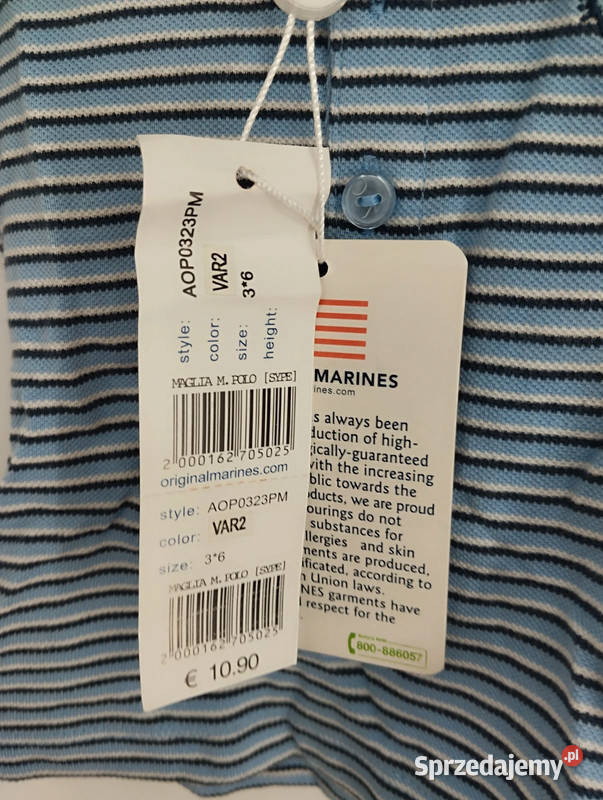 style: AOP0323PM
color: VAR2
size: 3*6
height:
MAGLIA M. POLO [SYPE]
2 000162 705025
originalmarines.com
style: AOP0323PM
color: VAR2
size: 3*6
MAGLIA M. POLO [SYPE]
2 000162 705025
€ 10.90
MARINES
ines.com
s always been
duction of high-
gically-guaranteed
with the increasing
blic towards the
ducts, we are proud
ourings do not
substances for
llergies and skin
ments are produced,
ificated, according to
n Union laws.
NES garments have
l respect for the
800-886057
Sprzedajemy.pl